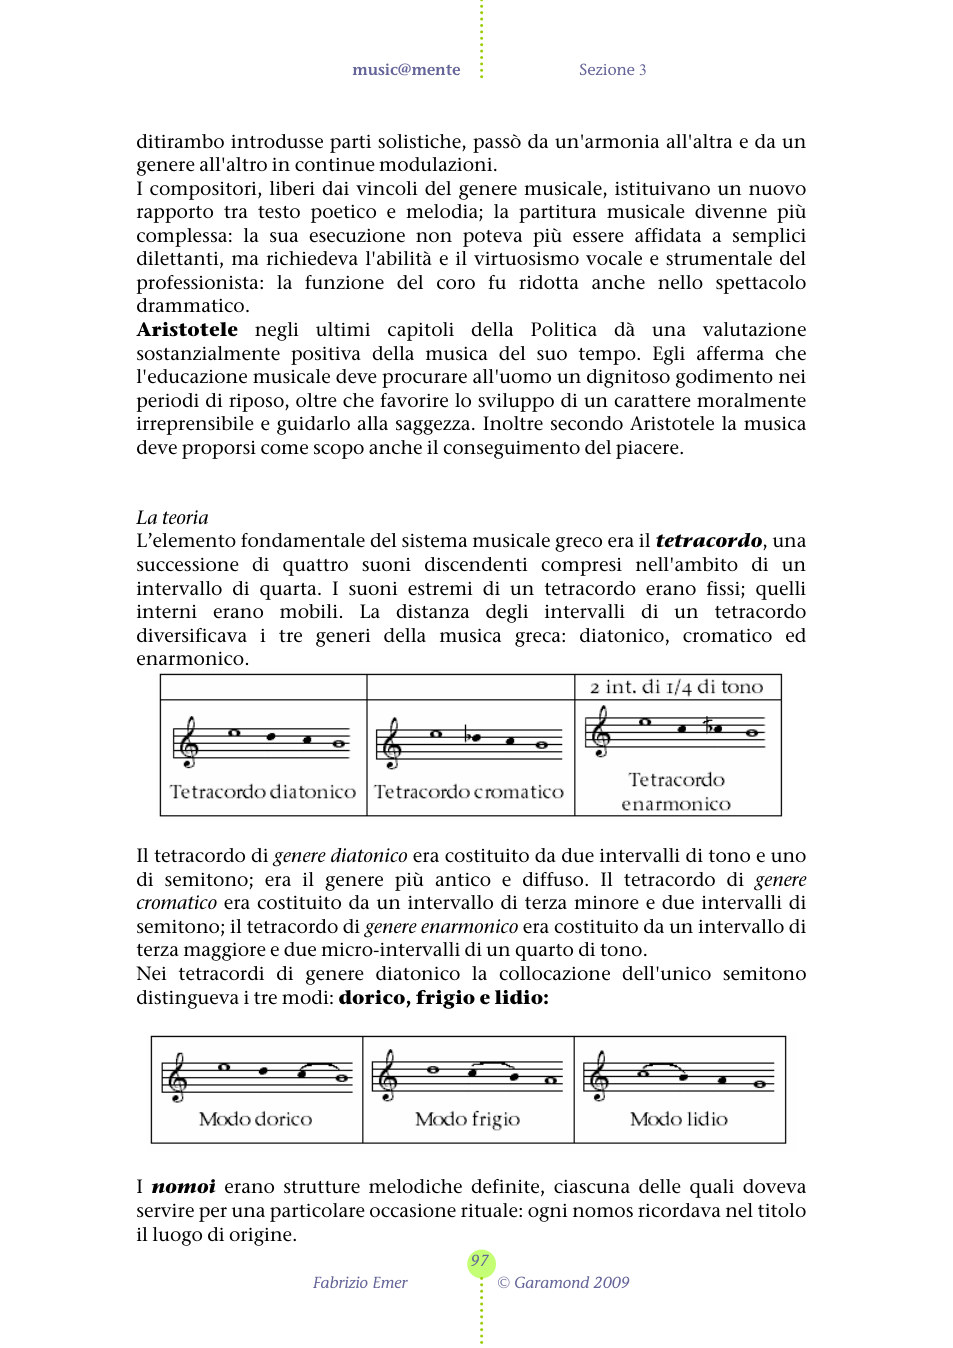 music@mente Sezione 3
ditirambo introdusse parti solistiche, passò da un'armonia all'altra e da un
genere all'altro in continue modulazioni.
I compositori, liberi dai vincoli del genere musicale, istituivano un nuovo
rapporto tra testo poetico e melodia; la partitura musicale divenne più
complessa: la sua esecuzione non poteva più essere affidata a semplici
dilettanti, ma richiedeva l'abilità e il virtuosismo vocale e strumentale del
professionista: la funzione del coro fu ridotta anche nello spettacolo
drammatico.
Aristotele negli ultimi capitoli della Politica dà una valutazione
sostanzialmente positiva della musica del suo tempo. Egli afferma che
l'educazione musicale deve procurare all'uomo un dignitoso godimento nei
periodi di riposo, oltre che favorire lo sviluppo di un carattere moralmente
irreprensibile e guidarlo alla saggezza. Inoltre secondo Aristotele la musica
deve proporsi come scopo anche il conseguimento del piacere.
La teoria
L’elemento fondamentale del sistema musicale greco era il tetracordo, una
successione di quattro suoni discendenti compresi nell'ambito di un
intervallo di quarta. I suoni estremi di un tetracordo erano fissi; quelli
interni erano mobili. La distanza degli intervalli di un tetracordo
diversificava i tre generi della musica greca: diatonico, cromatico ed
enarmonico.
2 int. di 1/4 di tono
Tetracordo diatonico Tetracordo cromatico Tetracordo
enarmonico
Il tetracordo di genere diatonico era costituito da due intervalli di tono e uno
di semitono; era il genere più antico e diffuso. Il tetracordo di genere
cromatico era costituito da un intervallo di terza minore e due intervalli di
semitono; il tetracordo di genere enarmonico era costituito da un intervallo di
terza maggiore e due micro-intervalli di un quarto di tono.
Nei tetracordi di genere diatonico la collocazione dell'unico semitono
distingueva i tre modi: dorico, frigio e lidio:
Modo dorico Modo frigio Modo lidio
I nomoi erano strutture melodiche definite, ciascuna delle quali doveva
servire per una particolare occasione rituale: ogni nomos ricordava nel titolo
il luogo di origine.
97
Fabrizio Emer © Garamond 2009